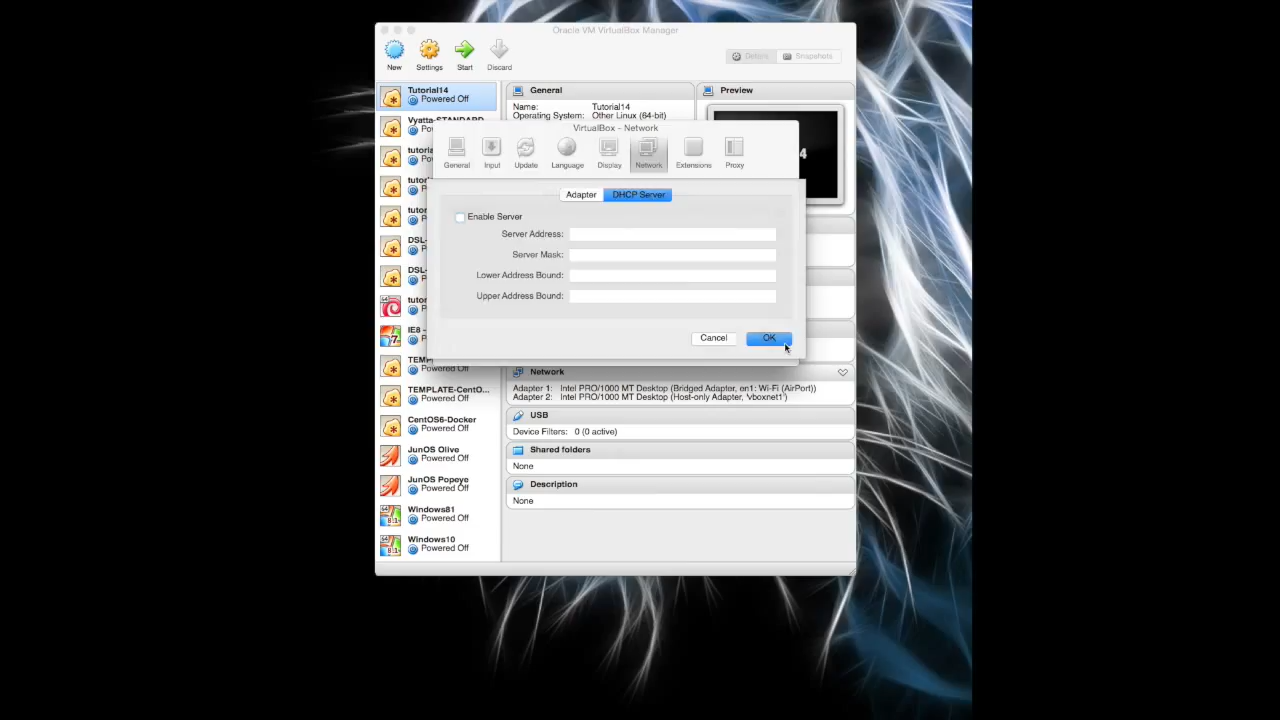 Oracle VM VirtualBox Manager
New
Settings
Start
Discard
Details
Snapshots
Tutorial14
Powered Off
General
Preview
Name: Tutorial14
Operating System: Other Linux (64-bit)
Vyatta-STANDARD
VirtualBox - Network
General
Input
Update
Language
Display
Network
Extensions
Proxy
Adapter
DHCP Server
Enable Server
Server Address:
Server Mask:
Lower Address Bound:
Upper Address Bound:
Cancel
OK
DSL-
DSL-
IE8 -
Powered Off
TEMPLATE-CentO...
Powered Off
CentOS6-Docker
Powered Off
JunOS Olive
Powered Off
JunOS Popeye
Powered Off
Windows81
Powered Off
Windows10
Powered Off
Network
Adapter 1: Intel PRO/1000 MT Desktop (Bridged Adapter, en1: Wi-Fi (AirPort))
Adapter 2: Intel PRO/1000 MT Desktop (Host-only Adapter, 'vboxnet1')
USB
Device Filters: 0 (0 active)
Shared folders
None
Description
None